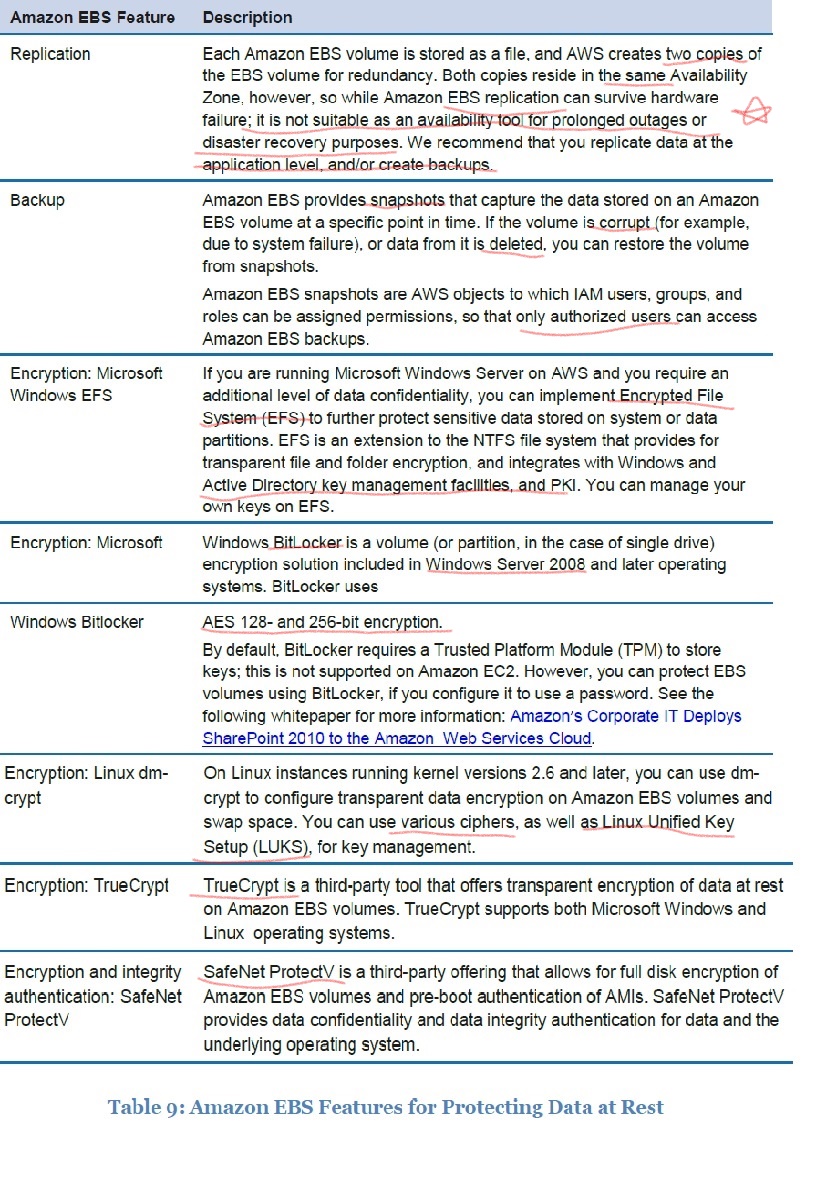 Amazon EBS Feature Description
Replication
Each Amazon EBS volume is stored as a file, and AWS creates two copies of
the EBS volume for redundancy. Both copies reside in the same Availability
Zone, however, so while Amazon EBS replication can survive hardware
failure; it is not suitable as an availability tool for prolonged outages or
disaster recovery purposes. We recommend that you replicate data at the
application level, and/or create backups.
Backup
Amazon EBS provides snapshots that capture the data stored on an Amazon
EBS volume at a specific point in time. If the volume is corrupt (for example,
due to system failure), or data from it is deleted, you can restore the volume
from snapshots.
Amazon EBS snapshots are AWS objects to which IAM users, groups, and
roles can be assigned permissions, so that only authorized users can access
Amazon EBS backups.
Encryption: Microsoft
Windows EFS
If you are running Microsoft Windows Server on AWS and you require an
additional level of data confidentiality, you can implement Encrypted File
System (EFS) to further protect sensitive data stored on system or data
partitions. EFS is an extension to the NTFS file system that provides for
transparent file and folder encryption, and integrates with Windows and
Active Directory key management facilities, and PKI. You can manage your
own keys on EFS.
Encryption: Microsoft
Windows BitLocker is a volume (or partition, in the case of single drive)
encryption solution included in Windows Server 2008 and later operating
systems. BitLocker uses
Windows Bitlocker
AES 128- and 256-bit encryption.
By default, BitLocker requires a Trusted Platform Module (TPM) to store
keys; this is not supported on Amazon EC2. However, you can protect EBS
volumes using BitLocker, if you configure it to use a password. See the
following whitepaper for more information: Amazon's Corporate IT Deploys
SharePoint 2010 to the Amazon Web Services Cloud.
Encryption: Linux dm-
crypt
On Linux instances running kernel versions 2.6 and later, you can use dm-
crypt to configure transparent data encryption on Amazon EBS volumes and
swap space. You can use various ciphers, as well as Linux Unified Key
Setup (LUKS), for key management.
Encryption: TrueCrypt
TrueCrypt is a third-party tool that offers transparent encryption of data at rest
on Amazon EBS volumes. TrueCrypt supports both Microsoft Windows and
Linux operating systems.
Encryption and integrity
authentication: SafeNet
ProtectV
SafeNet ProtectV is a third-party offering that allows for full disk encryption of
Amazon EBS volumes and pre-boot authentication of AMIs. SafeNet ProtectV
provides data confidentiality and data integrity authentication for data and the
underlying operating system.
Table 9: Amazon EBS Features for Protecting Data at Rest